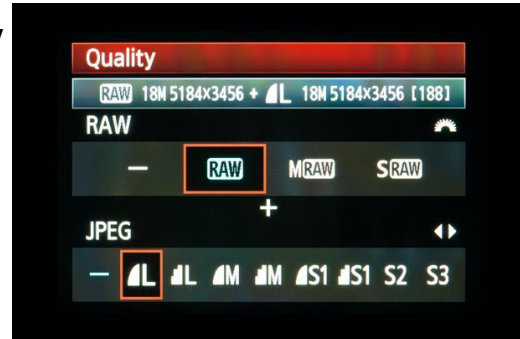 Quality
RAW 18M 5184x3456 + L 18M 5184x3456 [188]
RAW
— RAW MRAW SRAW
+
JPEG
— L L M M S1 S1 S2 S3